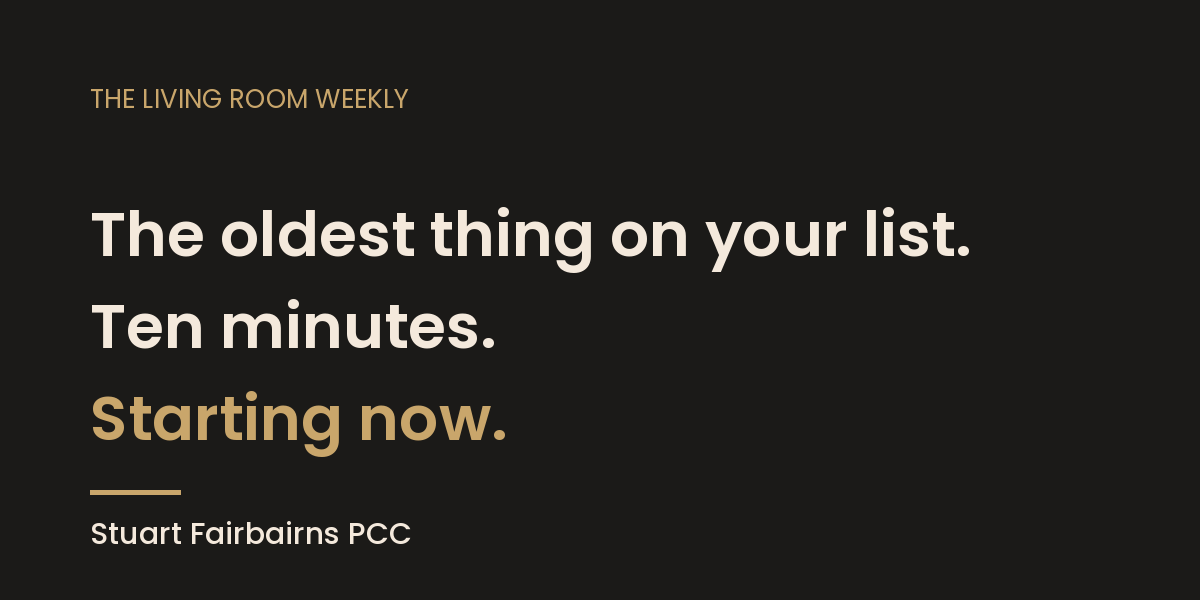 THE LIVING ROOM WEEKLY
The oldest thing on your list.
Ten minutes.
Starting now.
Stuart Fairbairns PCC